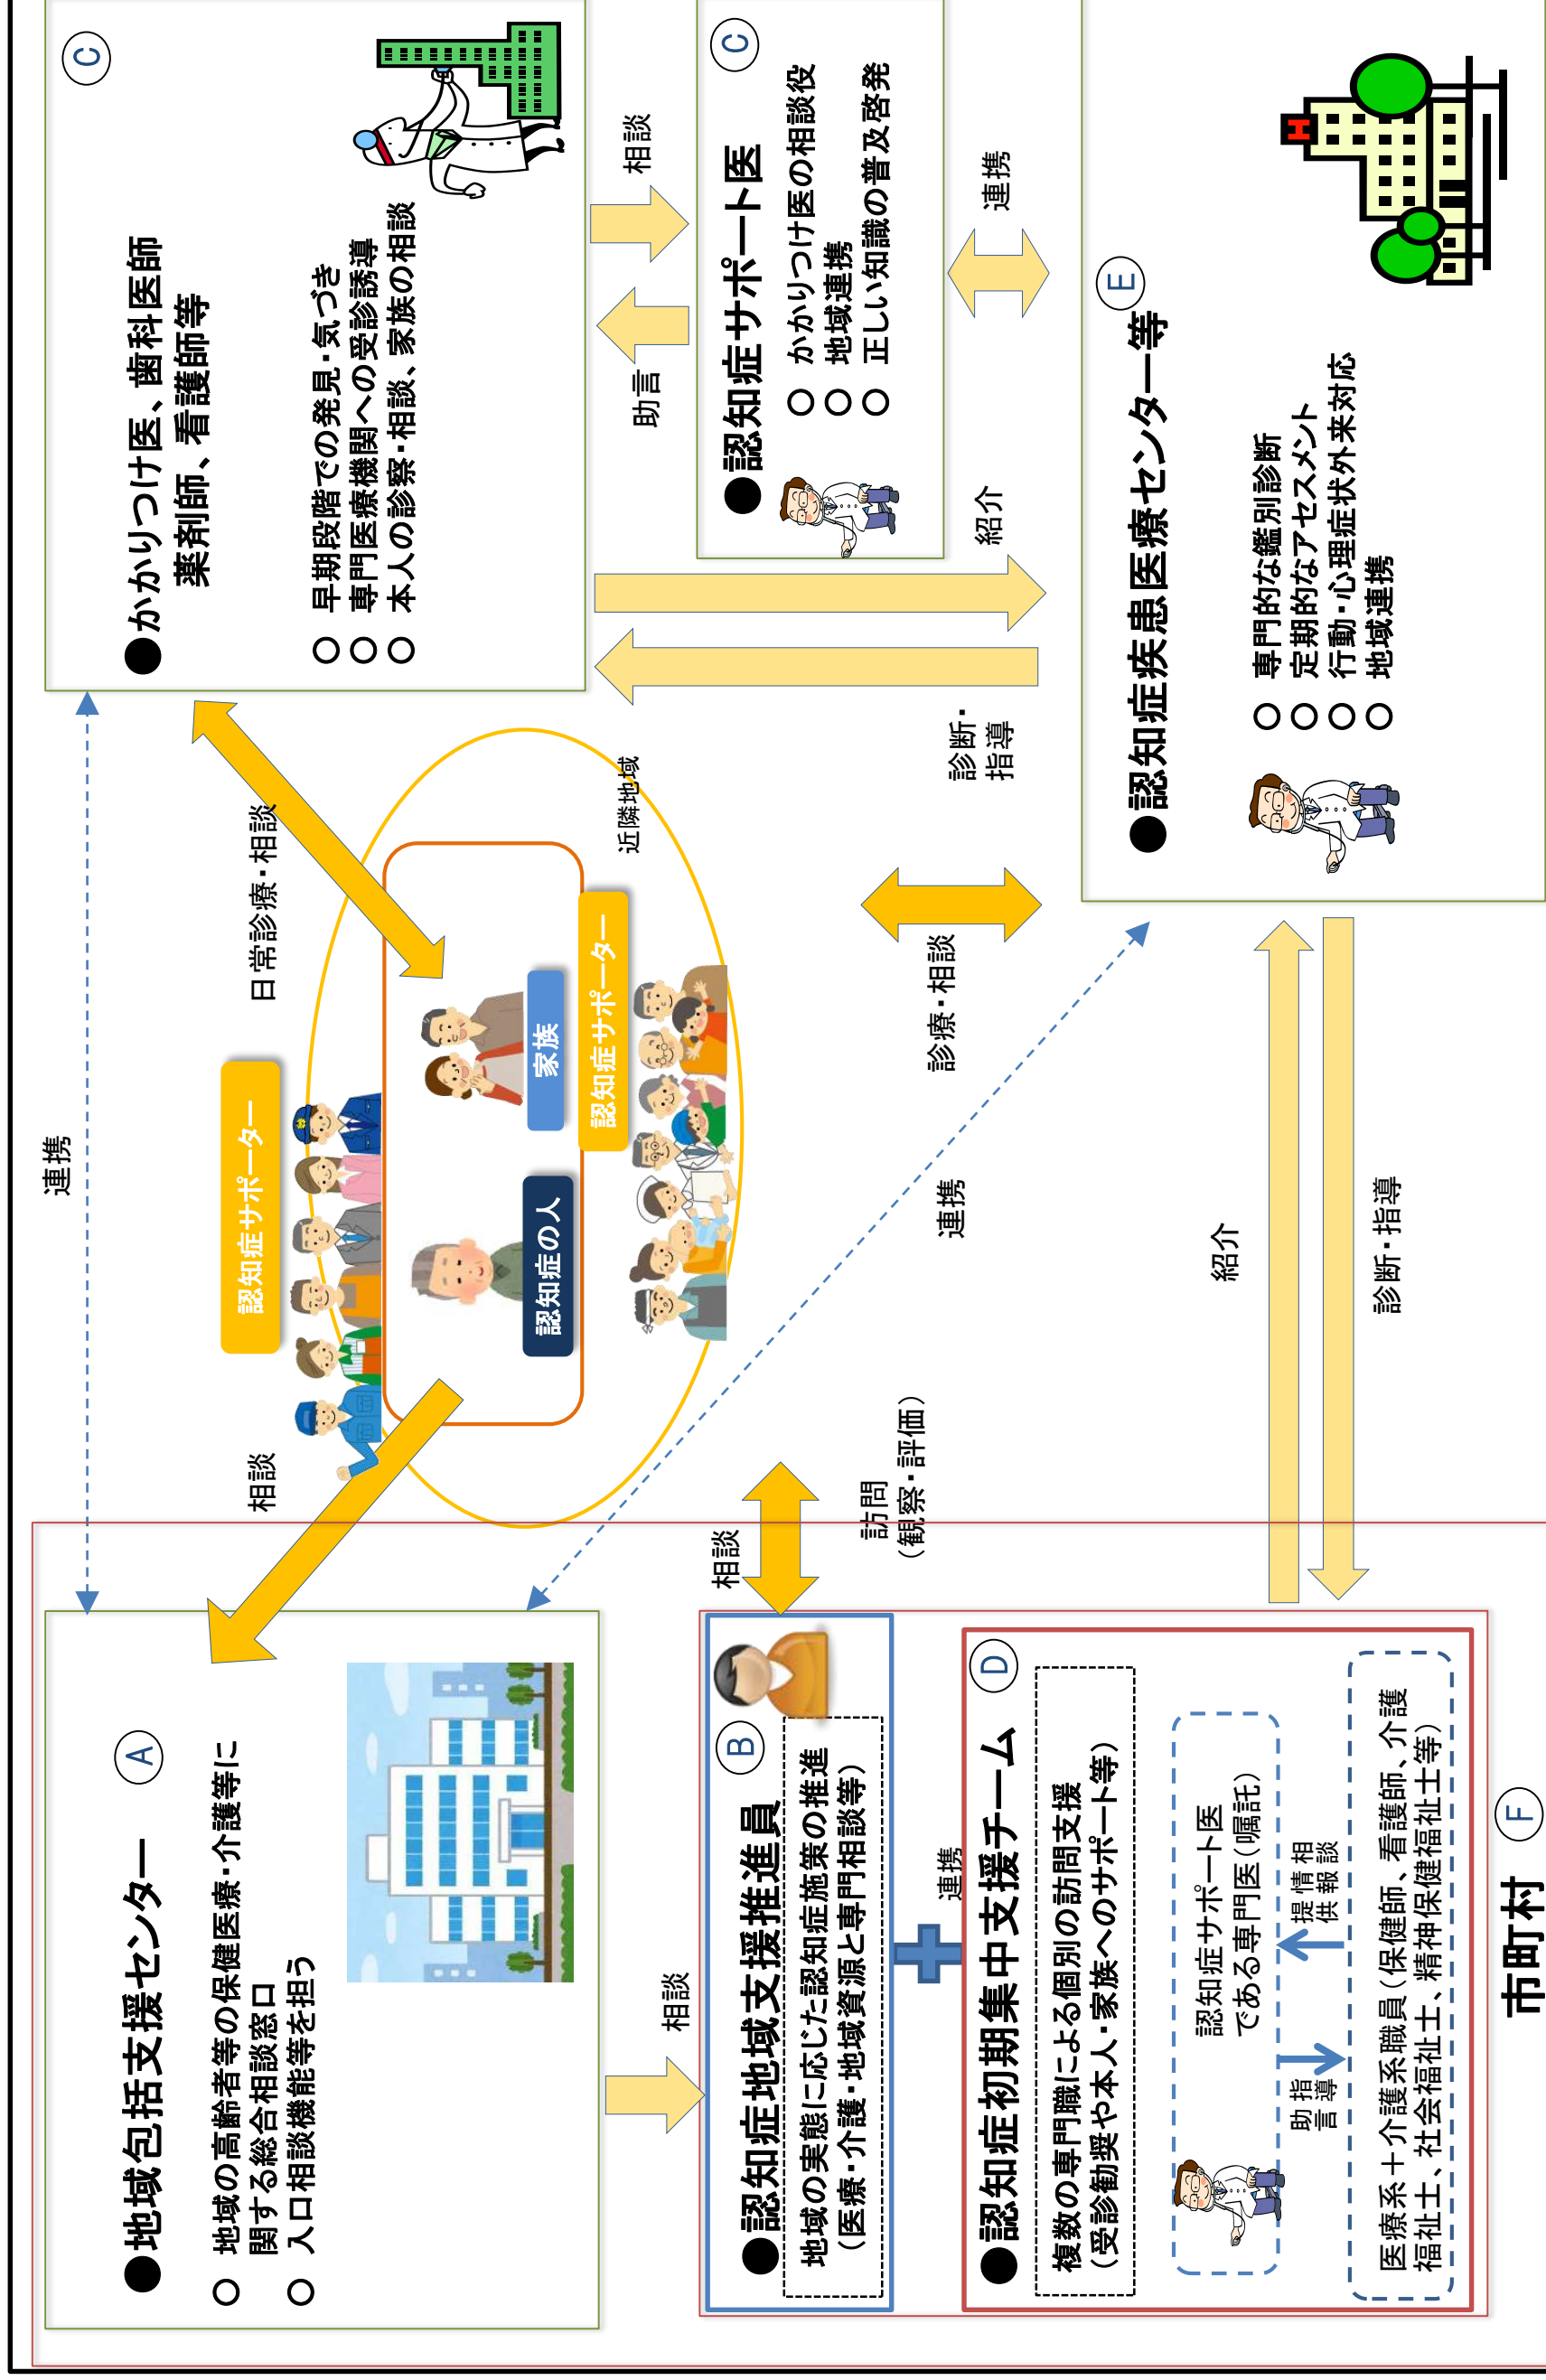 連携
●地域包括支援センター
A
○ 地域の高齢者等の保健医療・介護等に
関する総合相談窓口
○ 入口相談機能等を担う
相談
認知症サポーター
日常診療・相談
認知症の人
家族
認知症サポーター
近隣地域
C
●かかりつけ医、歯科医師
薬剤師、看護師等
○ 早期段階での発見・気づき
○ 専門医療機関への受診誘導
○ 本人の診察・相談、家族の相談
相談
助言
相談
C
●認知症サポート医
○ かかりつけ医の相談役
○ 地域連携
○ 正しい知識の普及啓発
連携
紹介
診断・
指導
B
●認知症地域支援推進員
地域の実態に応じた認知症施策の推進
（医療・介護・地域資源と専門相談等）
相談
訪問
（観察・評価）
診療・相談
連携
連携
D
●認知症初期集中支援チーム
複数の専門職による個別の訪問支援
（受診勧奨や本人・家族へのサポート等）
認知症サポート医
である専門医（嘱託）
助言
指導
情報
提供
相談
医療系＋介護系職員（保健師、看護師、介護
福祉士、社会福祉士、精神保健福祉士等）
紹介
診断・指導
E
●認知症疾患医療センター等
○ 専門的な鑑別診断
○ 定期的なアセスメント
○ 行動・心理症状外来対応
○ 地域連携
H
市町村
F